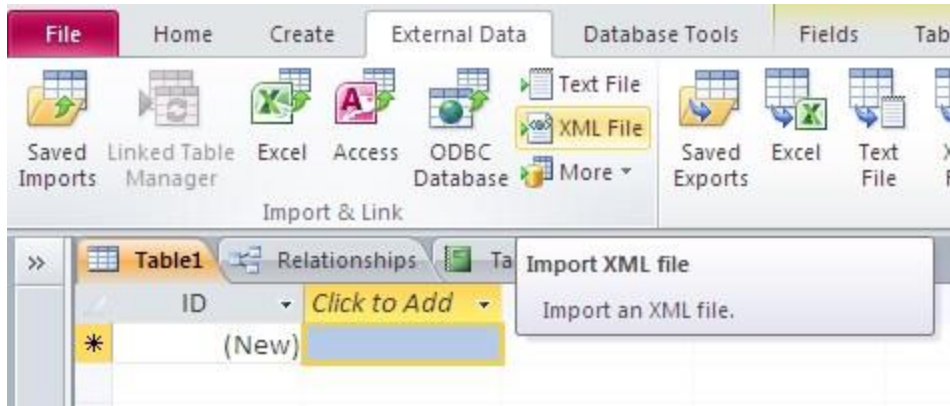 File Home Create External Data Database Tools Fields Tab
Text File
XML File
More
Saved Imports
Linked Table Manager
Excel
Access
ODBC Database
Saved Exports
Excel
Text File
Import & Link
Table1 Relationships Ta
Import XML file
Import an XML file.
ID Click to Add
(New)